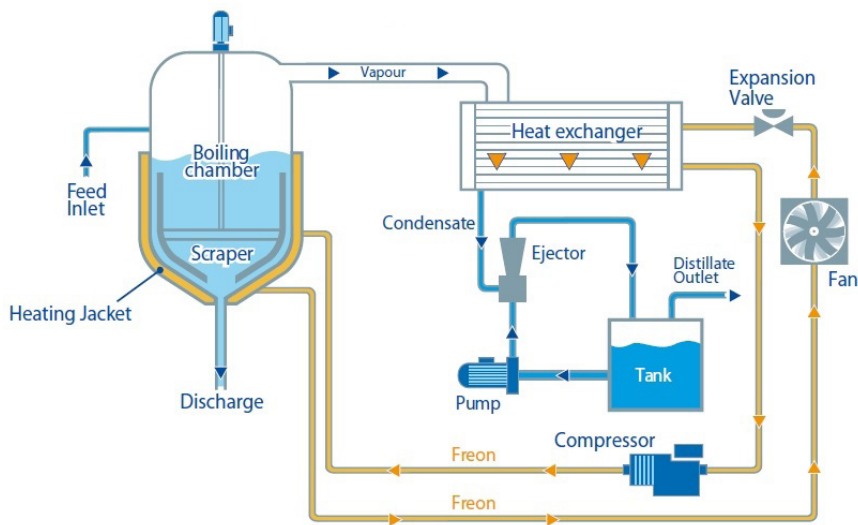 Vapour
Expansion
Valve
Heat exchanger
Boiling
chamber
Feed
Inlet
Condensate
Scraper
Ejector
Distillate
Outlet
Fan
Heating Jacket
Tank
Pump
Discharge
Compressor
Freon
Freon